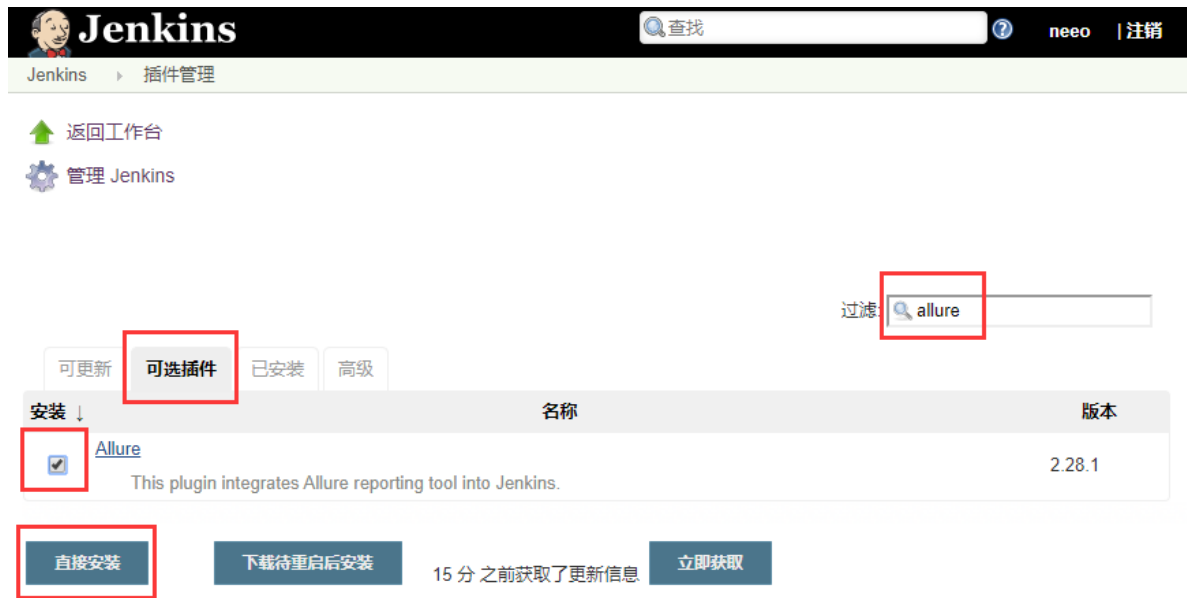 Jenkins
查找
neeo | 注销
Jenkins 插件管理
返回工作台
管理 Jenkins
过滤: allure
可更新 可选插件 已安装 高级
安装 ↓ 名称 版本
Allure
This plugin integrates Allure reporting tool into Jenkins.
2.28.1
直接安装 下载待重启后安装 15 分 之前获取了更新信息 立即获取